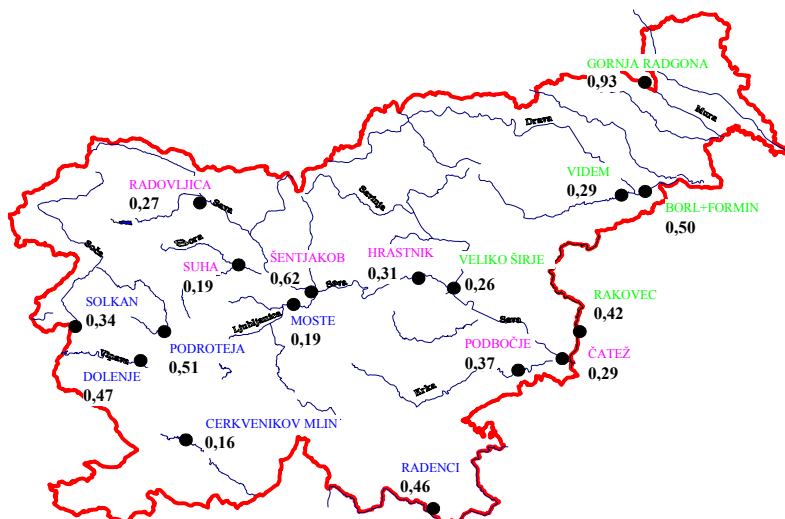 GORNJA RADGONA
0,93
Mura
Drava
VIDEM
0,29
BORL+FORMIN
0,50
RADOVLJICA
0,27
Sava
Savinja
Sora
Soča
SUHA
0,19
ŠENTJAKOB
0,62
HRASTNIK
0,31
VELIKO ŠIRJE
0,26
Sava
Sava
SOLKAN
0,34
Ljubljanica
MOSTE
0,19
RAKOVEC
0,42
PODROTEJA
0,51
Vipava
DOLENJE
0,47
PODBOČJE
0,37
ČATEŽ
0,29
Krka
CERKVENIKOV MLIN
0,16
RADENCI
0,46